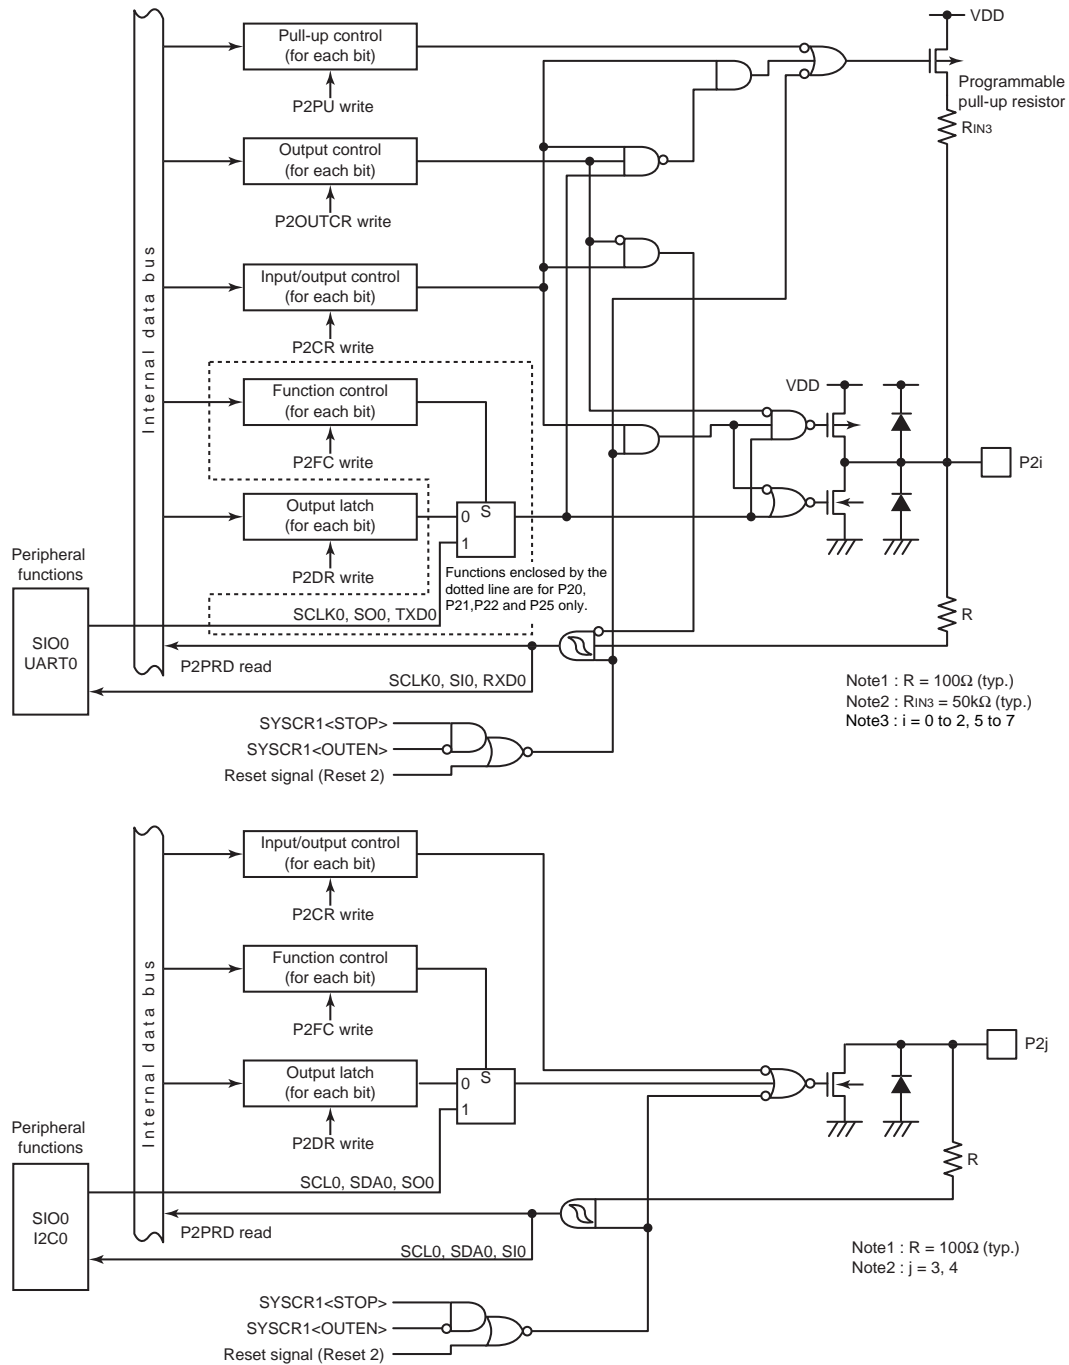 VDD
Pull-up control
(for each bit)
P2PU write
Programmable
pull-up resistor
RIN3
Output control
(for each bit)
P2OUTCR write
Internal data bus
Input/output control
(for each bit)
P2CR write
Function control
(for each bit)
P2FC write
VDD
P2i
Output latch
(for each bit)
P2DR write
0 S
1
Functions enclosed by the
dotted line are for P20,
P21,P22 and P25 only.
Peripheral
functions
SIO0
UART0
SCLK0, SO0, TXD0
R
P2PRD read
SCLK0, SI0, RXD0
Note1 : R = 100Ω (typ.)
Note2 : RIN3 = 50kΩ (typ.)
Note3 : i = 0 to 2, 5 to 7
SYSCR1<STOP>
SYSCR1<OUTEN>
Reset signal (Reset 2)
Input/output control
(for each bit)
P2CR write
Internal data bus
Function control
(for each bit)
P2FC write
P2j
Output latch
(for each bit)
P2DR write
0 S
1
Peripheral
functions
SIO0
I2C0
SCL0, SDA0, SO0
R
P2PRD read
SCL0, SDA0, SI0
Note1 : R = 100Ω (typ.)
Note2 : j = 3, 4
SYSCR1<STOP>
SYSCR1<OUTEN>
Reset signal (Reset 2)